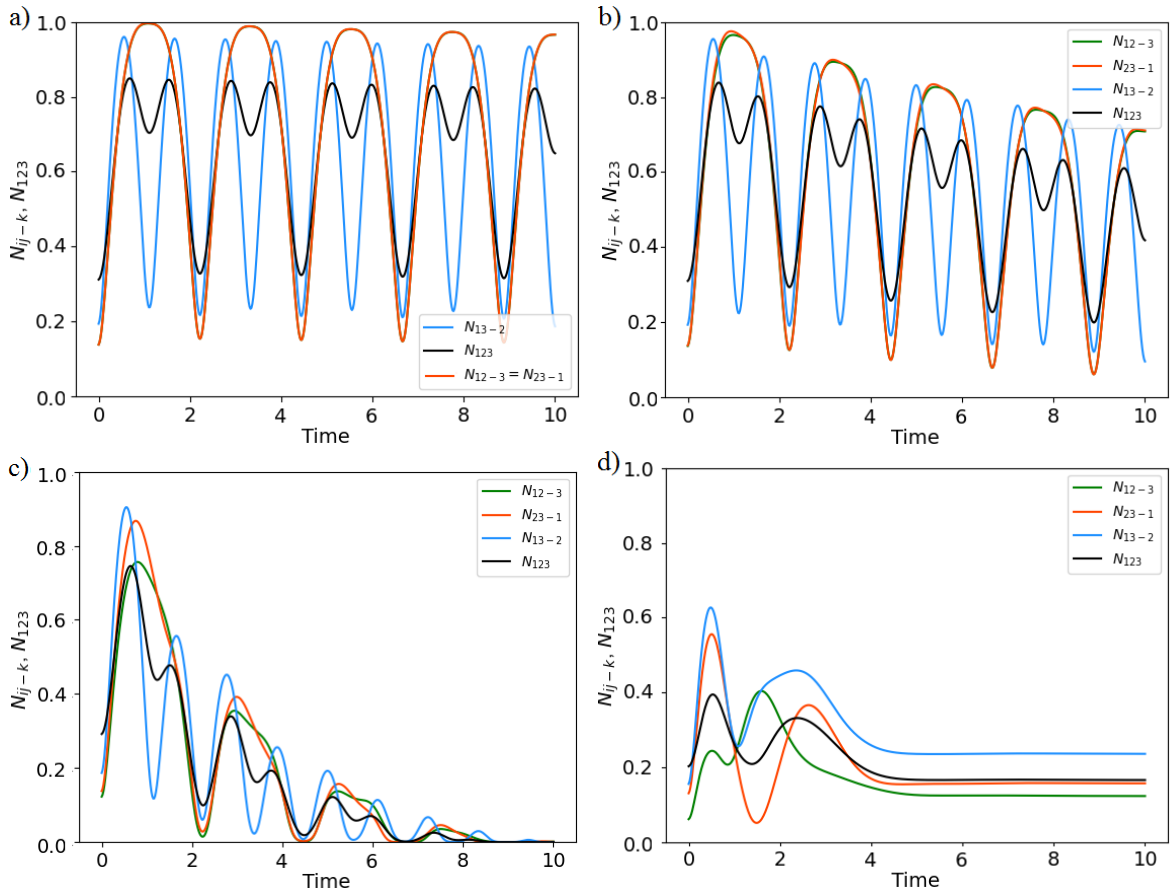 a)
1.0
0.8
0.6
0.4
0.2
0.0
N_{ij−k}, N_{123}
0 2 4 6 8 10
Time
N_{13−2}
N_{123}
N_{12−3} = N_{23−1}
b)
1.0
0.8
0.6
0.4
0.2
0.0
N_{ij−k}, N_{123}
0 2 4 6 8 10
Time
N_{12−3}
N_{23−1}
N_{13−2}
N_{123}
c)
1.0
0.8
0.6
0.4
0.2
0.0
N_{ij−k}, N_{123}
0 2 4 6 8 10
Time
N_{12−3}
N_{23−1}
N_{13−2}
N_{123}
d)
1.0
0.8
0.6
0.4
0.2
0.0
N_{ij−k}, N_{123}
0 2 4 6 8 10
Time
N_{12−3}
N_{23−1}
N_{13−2}
N_{123}